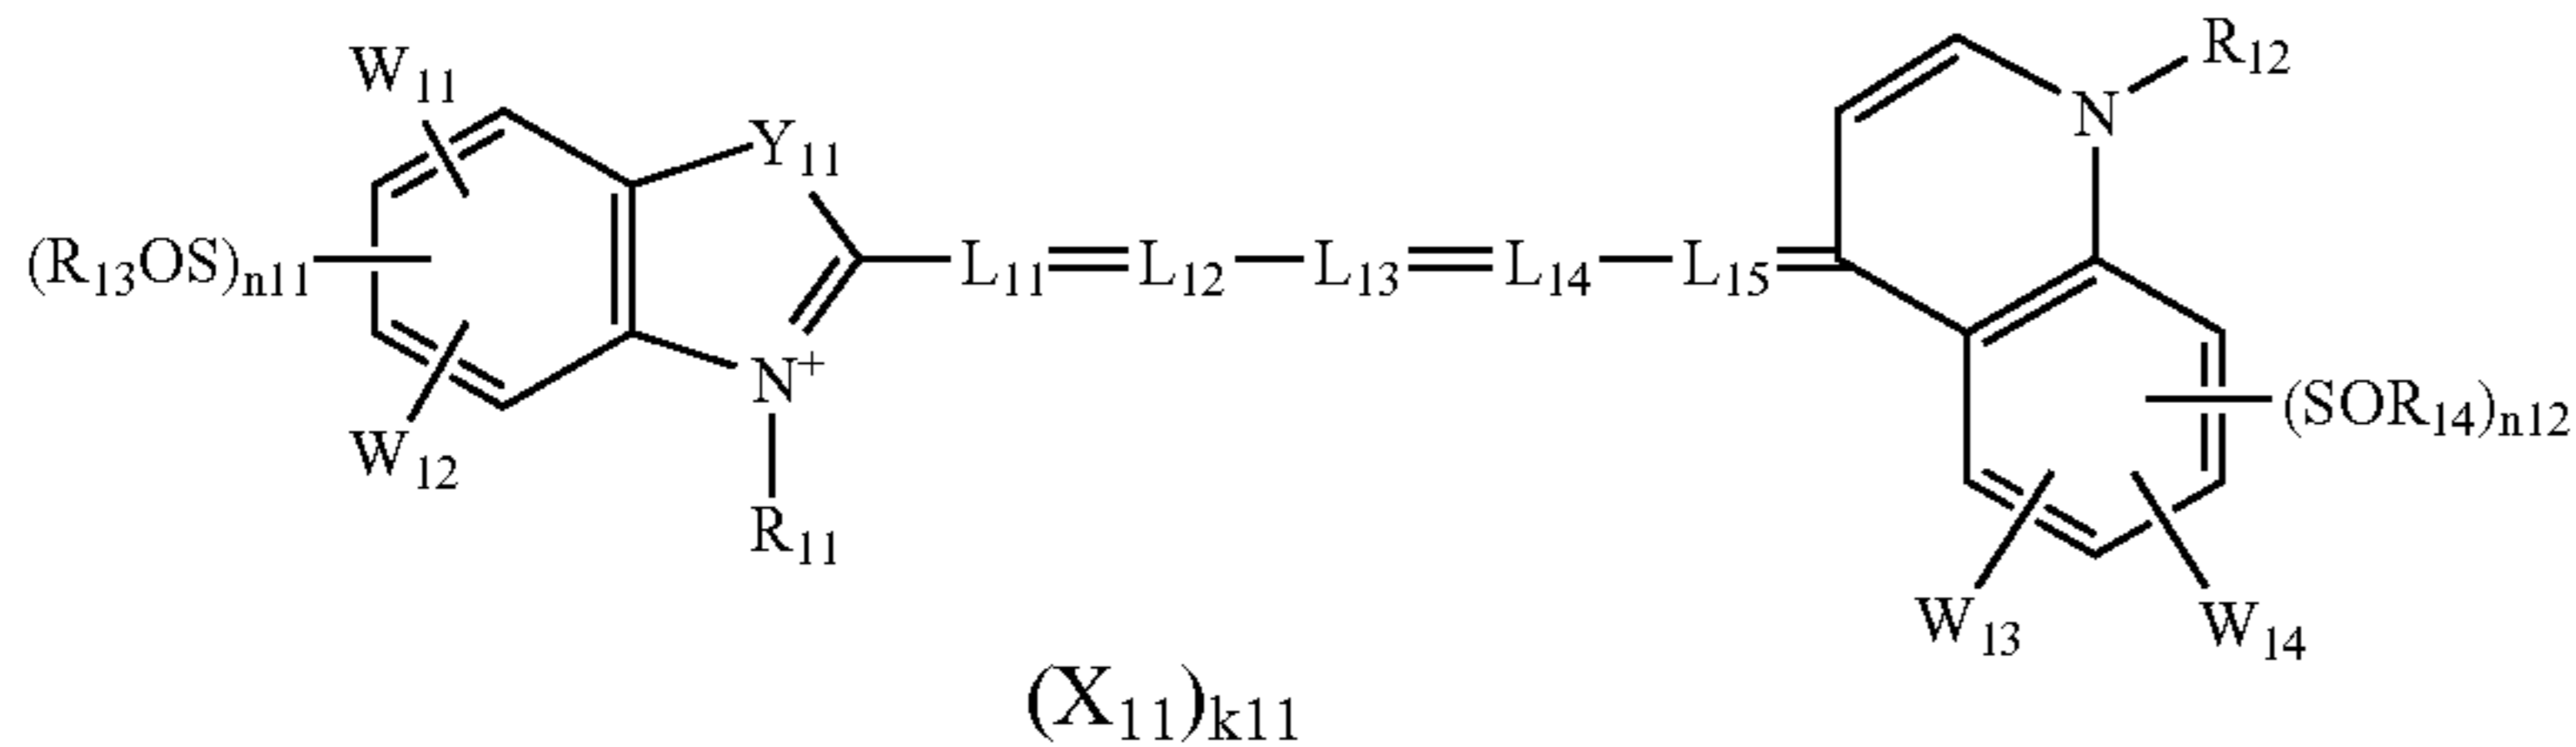 R₁₂
W₁₁
Y₁₁
N
(R₁₃OS)ₙ₁₁
L₁₁=L₁₂—L₁₃=L₁₄—L₁₅
N⁺
(SOR₁₄)ₙ₁₂
W₁₂
R₁₁
W₁₃ W₁₄
(X₁₁)ₖ₁₁